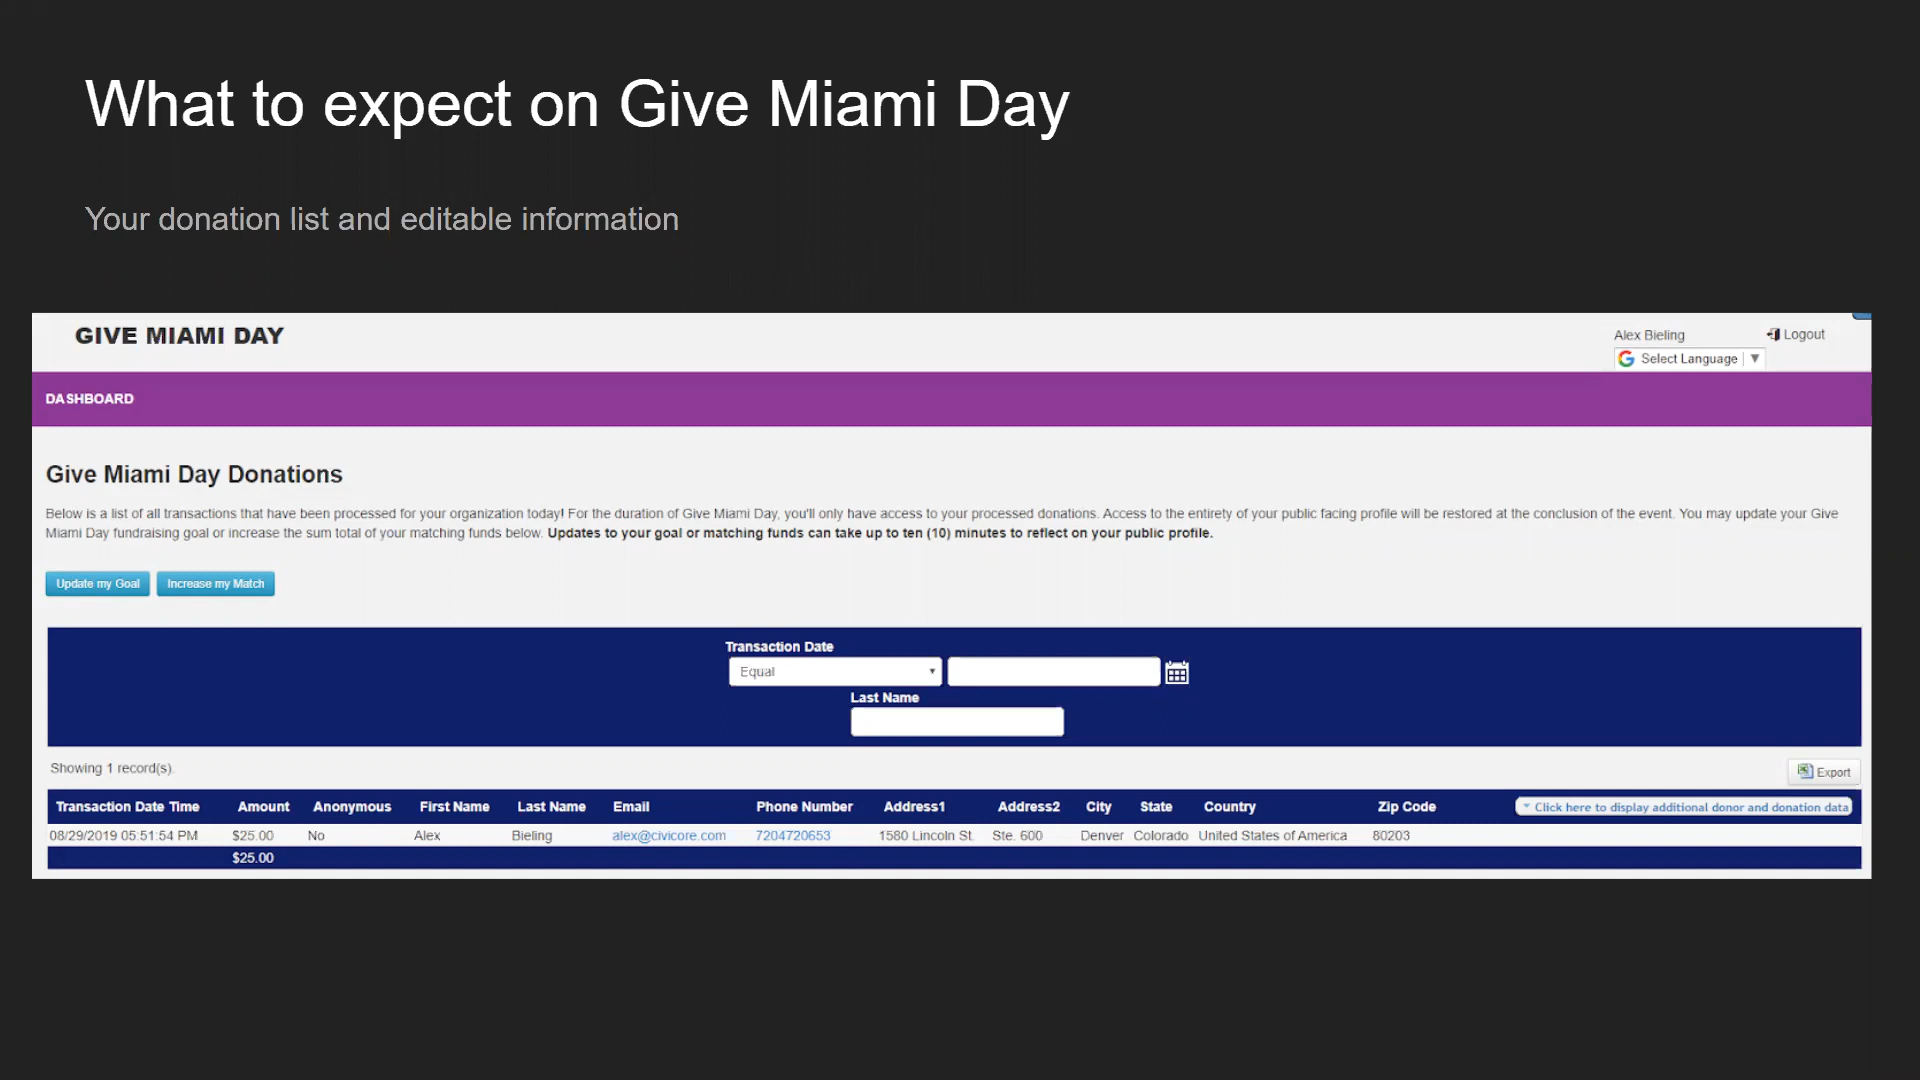 What to expect on Give Miami Day
Your donation list and editable information
GIVE MIAMI DAY
Alex Bieling
Logout
Select Language
DASHBOARD
Give Miami Day Donations
Below is a list of all transactions that have been processed for your organization today! For the duration of Give Miami Day, you'll only have access to your processed donations. Access to the entirety of your public facing profile will be restored at the conclusion of the event. You may update your Give
Miami Day fundraising goal or increase the sum total of your matching funds below. Updates to your goal or matching funds can take up to ten (10) minutes to reflect on your public profile.
Update my Goal Increase my Match
Transaction Date
Equal
Last Name
Showing 1 record(s).
Export
Transaction Date Time Amount Anonymous First Name Last Name Email Phone Number Address1 Address2 City State Country Zip Code Click here to display additional donor and donation data
08/29/2019 05:51:54 PM $25.00 No Alex Bieling alex@civicore.com 7204720653 1580 Lincoln St. Ste. 600 Denver Colorado United States of America 80203
$25.00